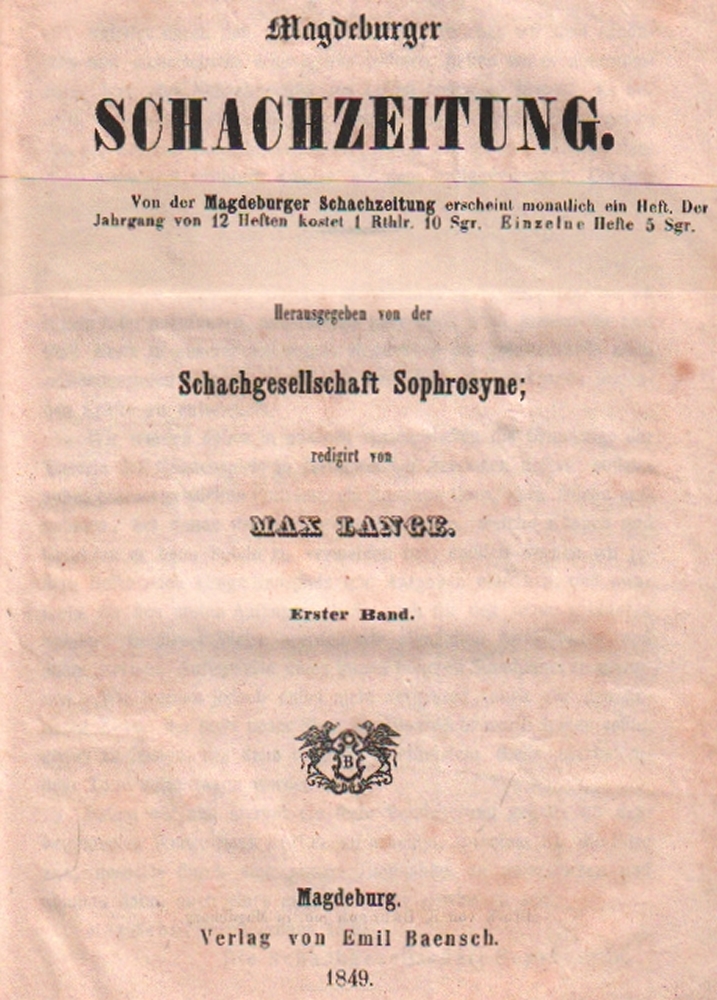 Magdeburger
SCHACHZEITUNG.
Von der Magdeburger Schachzeitung erscheint monatlich ein Heft. Der
Jahrgang von 12 Heften kostet 1 Rthlr. 10 Sgr. Einzelne Hefte 5 Sgr.
Herausgegeben von der
Schachgesellschaft Sophrosyne;
redigirt von
MAX LANGE.
Erster Band.
B
Magdeburg.
Verlag von Emil Baensch.
1849.